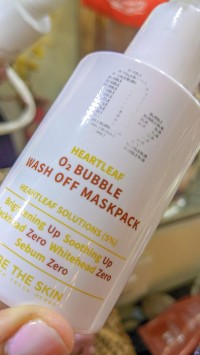 HEARTLEAF
O₂ BUBBLE
WASH OFF MASKPACK
HEARTLEAF SOLUTIONS [5%]
Brightening Up Soothing Up
Zero Whitehead Zero
Sebum Zero
THE SKIN